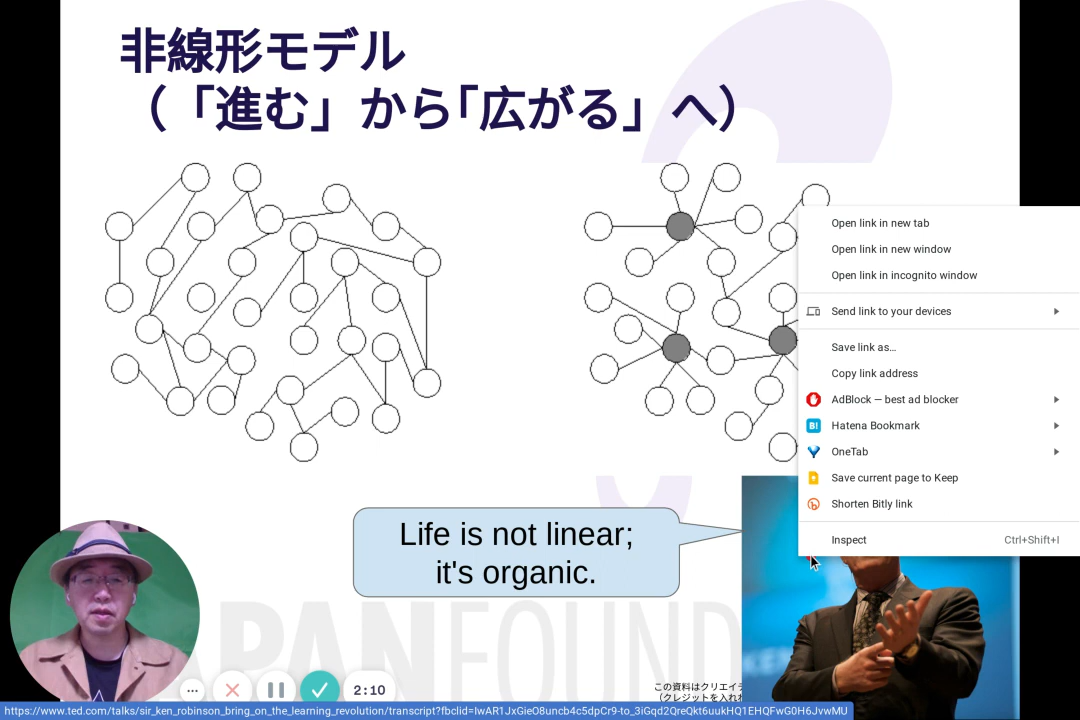 非線形モデル
（「進む」から「広がる」へ）
Open link in new tab
Open link in new window
Open link in incognito window
Send link to your devices
Save link as…
Copy link address
AdBlock — best ad blocker
Hatena Bookmark
OneTab
Save current page to Keep
Shorten Bitly link
Inspect Ctrl+Shift+I
Life is not linear;
it's organic.
PAN FOUND
2:10
この資料はクリエイテ
（クレジットを入れれ
https://www.ted.com/talks/sir_ken_robinson_bring_on_the_learning_revolution/transcript?fbclid=IwAR1JxGieO8uncb4c5dpCr9-to_3iGqd2QreQkt6uukHQ1EHQFwG0H6JvwMU